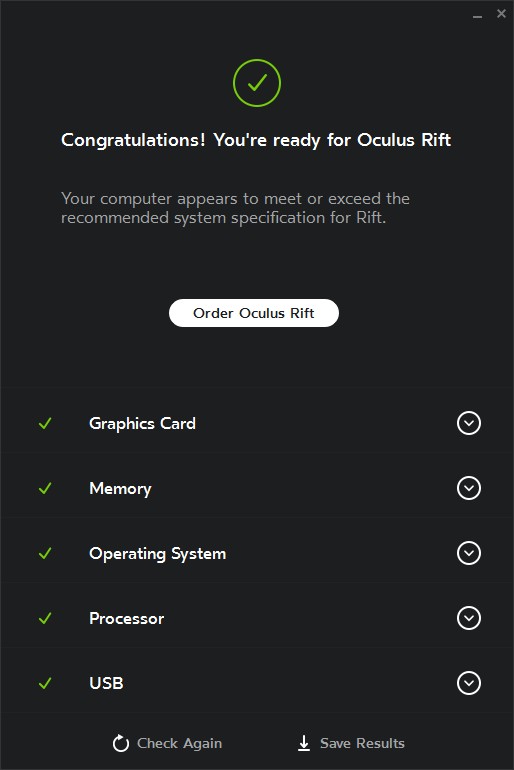 Congratulations! You're ready for Oculus Rift
Your computer appears to meet or exceed the
recommended system specification for Rift.
Order Oculus Rift
Graphics Card
Memory
Operating System
Processor
USB
Check Again
Save Results